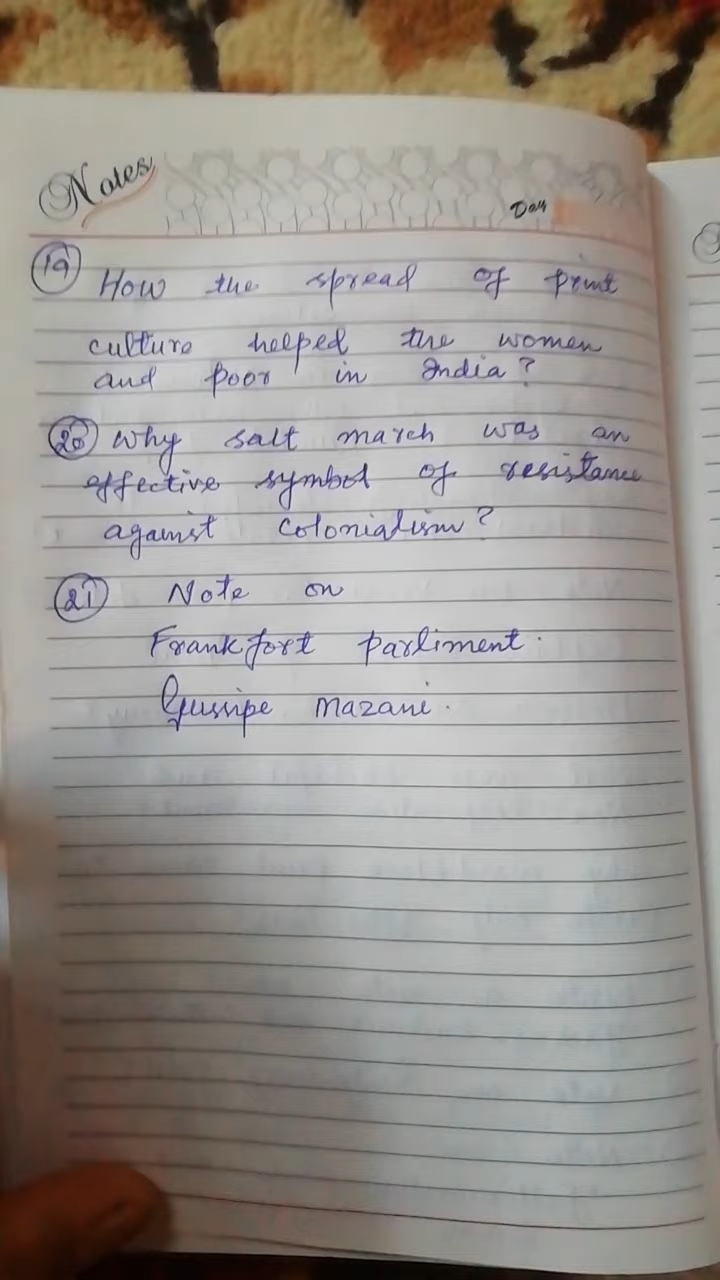 Notes
Day
19 How the spread of print
culture helped the women
and poor in India?
20 Why salt march was an
effective symbol of resistance
against colonialism?
21 Note on
Frankfort parliment.
Gussipe mazani.